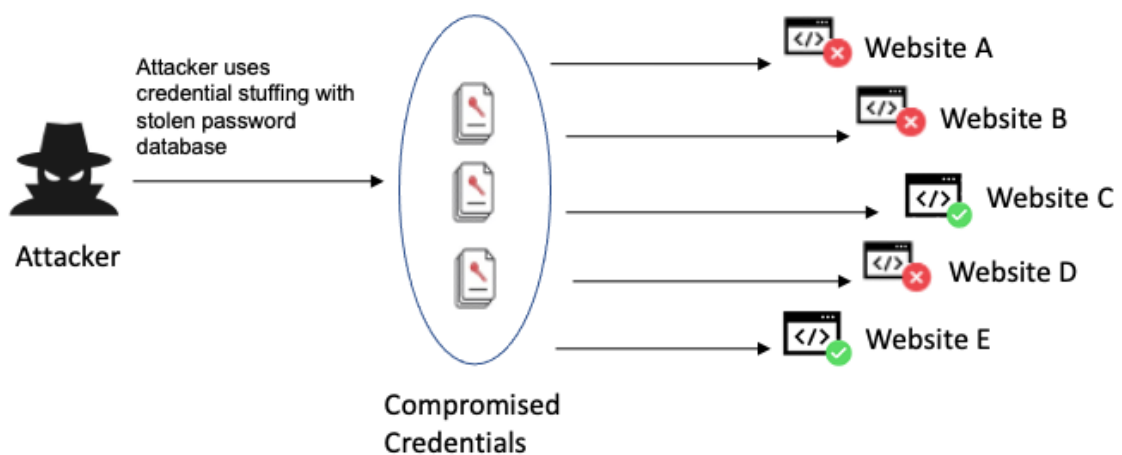 Attacker uses
credential stuffing with
stolen password
database
Attacker
Compromised
Credentials
</> Website A
</> Website B
</> Website C
</> Website D
</> Website E